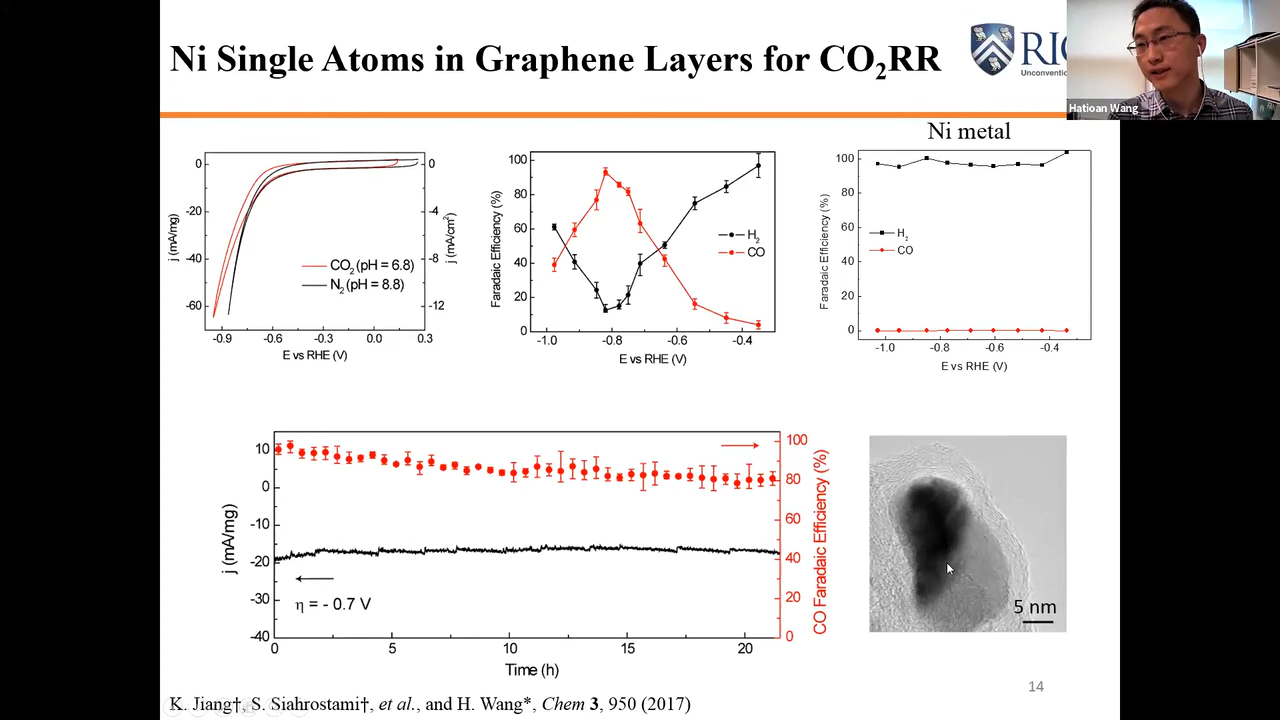 Ni Single Atoms in Graphene Layers for CO2RR
RIC
Unconventi
Hatioan Wang
Ni metal
0
-20
-40
-60
j (mA/mg)
0
-4
-8
-12
j (mA/cm2)
CO2 (pH = 6.8)
N2 (pH = 8.8)
-0.9 -0.6 -0.3 0.0 0.3
E vs RHE (V)
100
80
60
40
20
0
Faradaic Efficiency (%)
H2
CO
-1.0 -0.8 -0.6 -0.4
E vs RHE (V)
100
80
60
40
20
0
Faradaic Efficiency (%)
H2
CO
-1.0 -0.8 -0.6 -0.4
E vs RHE (V)
10
0
-10
-20
-30
-40
j (mA/mg)
η = - 0.7 V
100
80
60
40
20
0
CO Faradaic Efficiency (%)
0 5 10 15 20
Time (h)
5 nm
14
K. Jiang†, S. Siahrostami†, et al., and H. Wang*, Chem 3, 950 (2017)